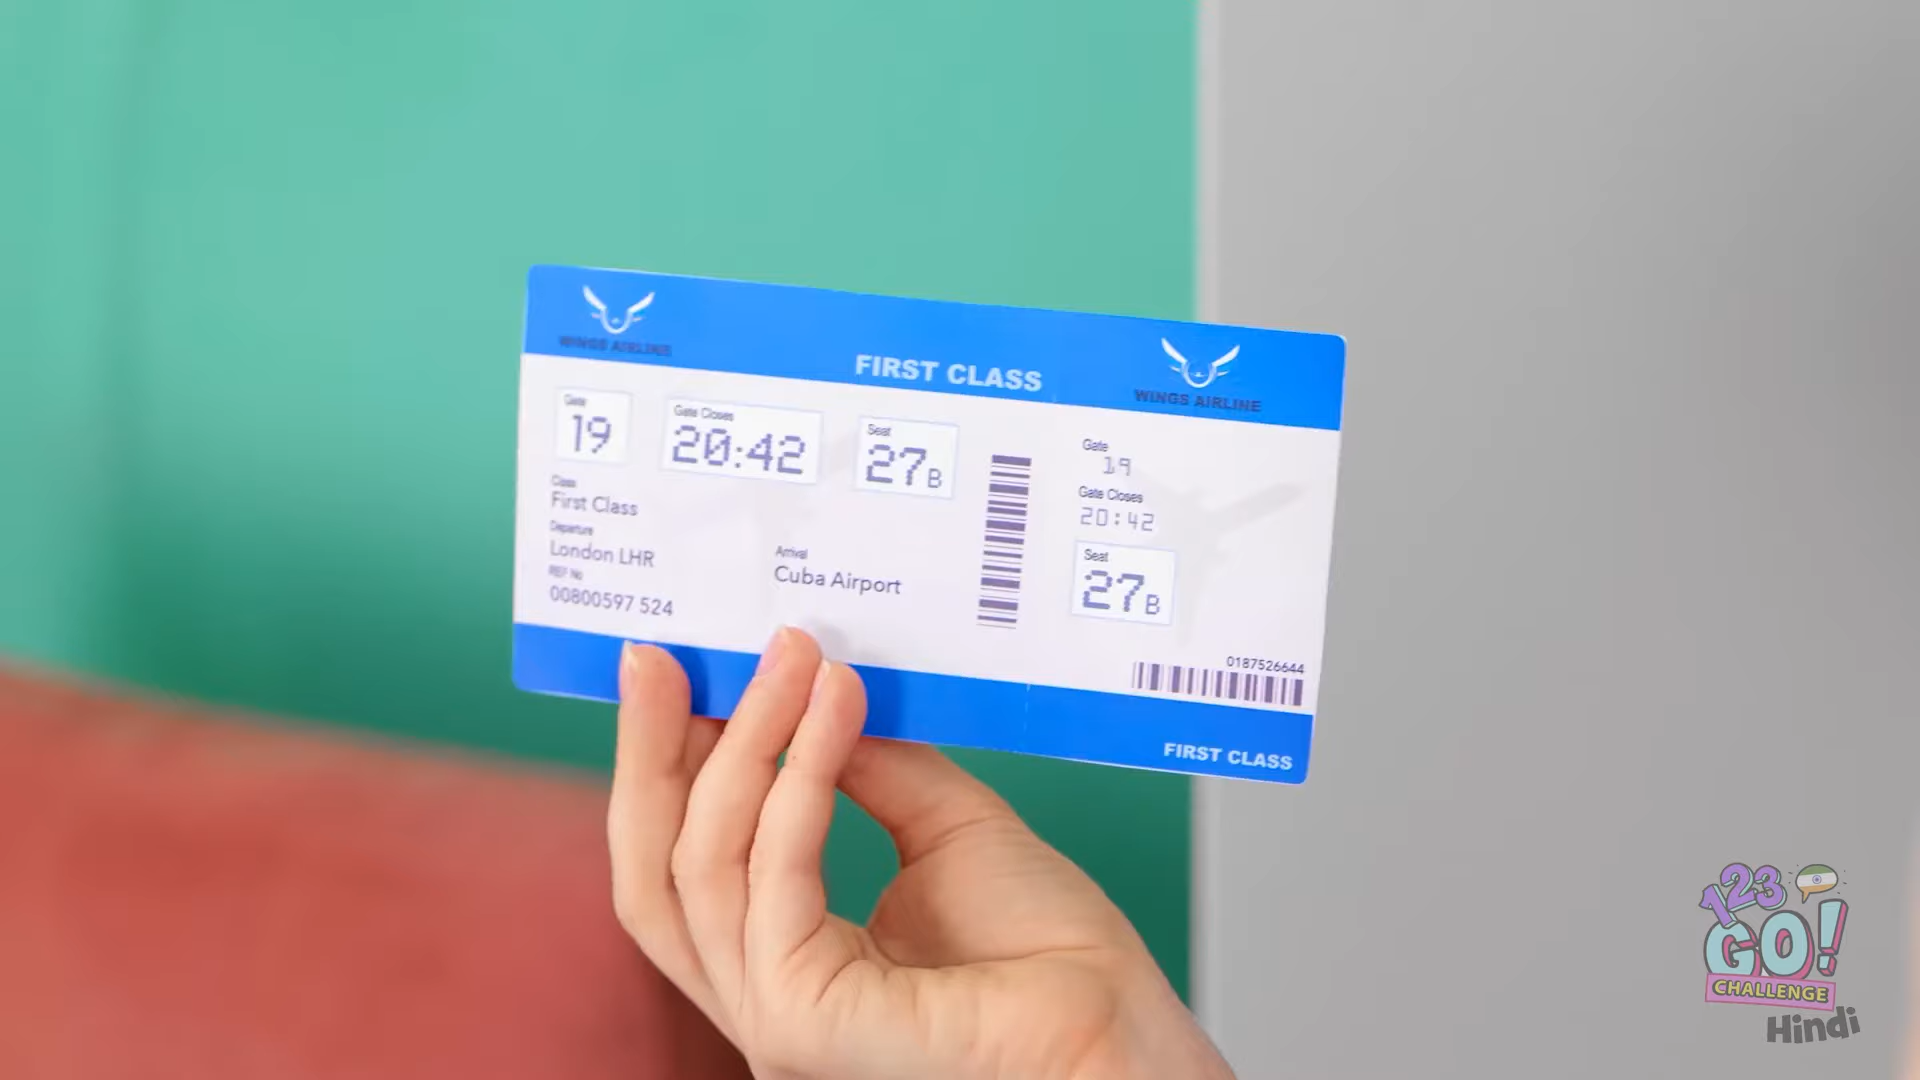 WINGS AIRLINE
FIRST CLASS
WINGS AIRLINE
Gate
19
Gate Closes
20:42
Seat
27B
Class
First Class
Departure
London LHR
REF No
00800597 524
Arrival
Cuba Airport
Gate
19
Gate Closes
20:42
Seat
27B
0187526644
FIRST CLASS
123
GO!
CHALLENGE
Hindi